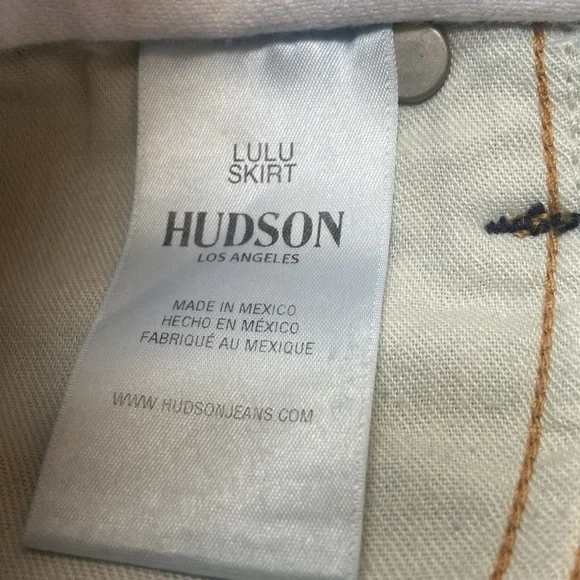 LULU
SKIRT
HUDSON
LOS ANGELES
MADE IN MEXICO
HECHO EN MÉXICO
FABRIQUÉ AU MEXIQUE
WWW.HUDSONJEANS.COM